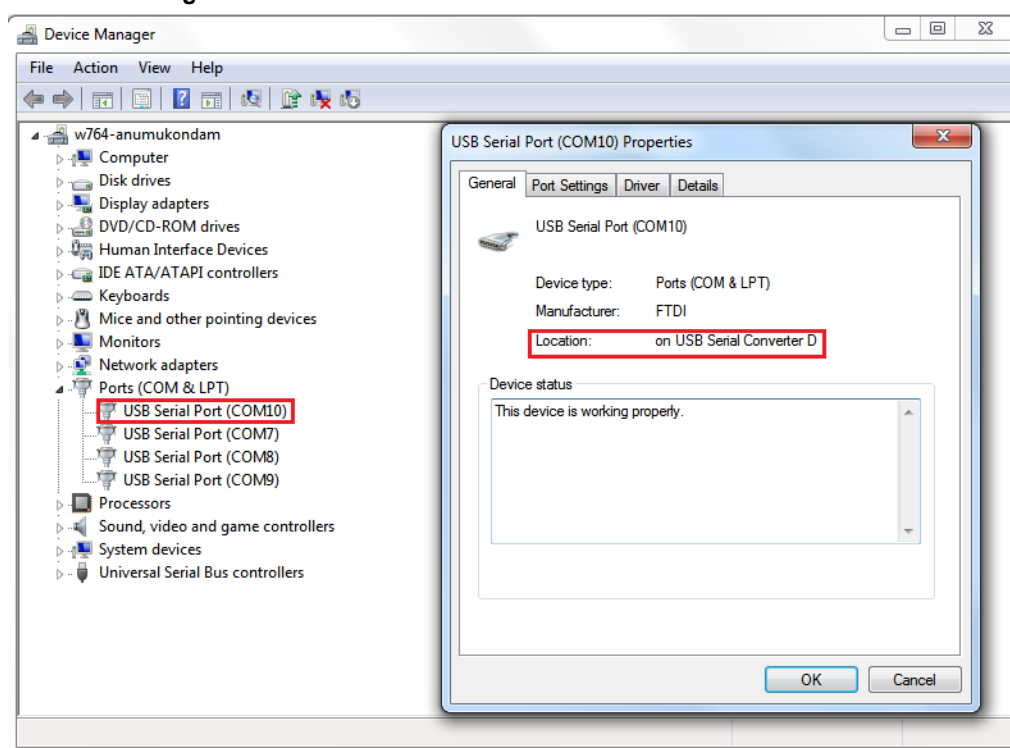 Device Manager
File Action View Help
w764-anumukondam
Computer
Disk drives
Display adapters
DVD/CD-ROM drives
Human Interface Devices
IDE ATA/ATAPI controllers
Keyboards
Mice and other pointing devices
Monitors
Network adapters
Ports (COM & LPT)
USB Serial Port (COM10)
USB Serial Port (COM7)
USB Serial Port (COM8)
USB Serial Port (COM9)
Processors
Sound, video and game controllers
System devices
Universal Serial Bus controllers
USB Serial Port (COM10) Properties
General Port Settings Driver Details
USB Serial Port (COM10)
Device type: Ports (COM & LPT)
Manufacturer: FTDI
Location: on USB Serial Converter D
Device status
This device is working properly.
OK Cancel